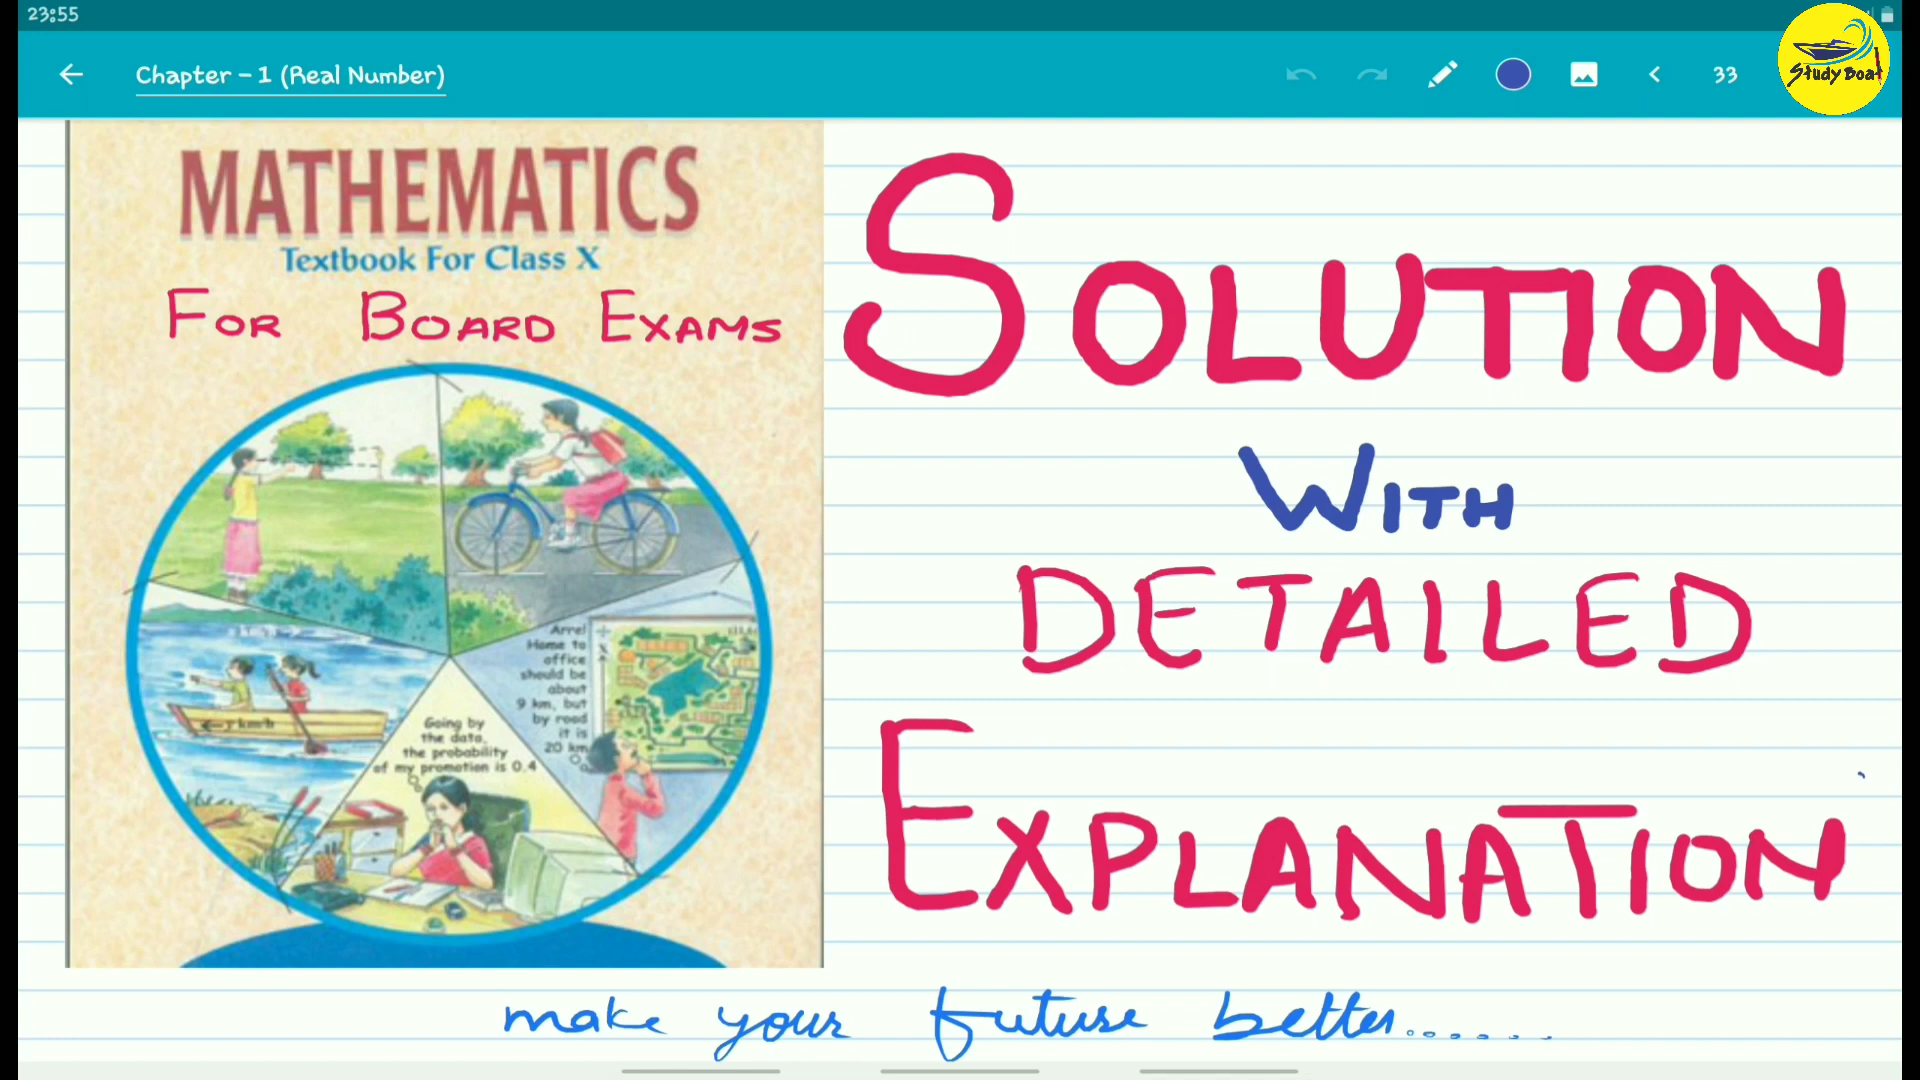 23:55
Chapter – 1 (Real Number)
33
Study Boat
MATHEMATICS
Textbook For Class X
FOR BOARD EXAMS
Arre!
Home to
office
should be
about
9 km, but
by road
it is
20 km
y km/h
Going by
the data,
the probability
of my promotion is 0.4
SOLUTION
WITH
DETAILED
EXPLANATION
make your future better......